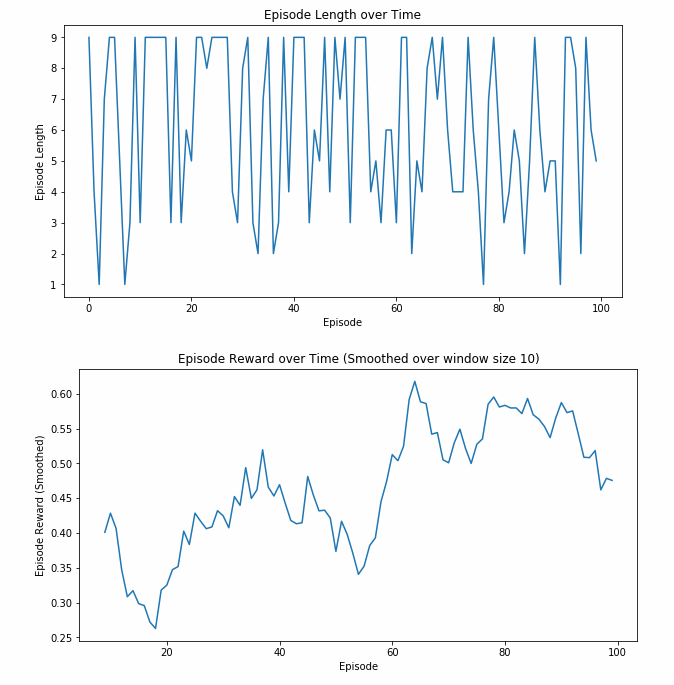 Episode Length over Time
9
8
7
6
5
4
3
2
1
Episode Length
0 20 40 60 80 100
Episode
Episode Reward over Time (Smoothed over window size 10)
0.60
0.55
0.50
0.45
0.40
0.35
0.30
0.25
Episode Reward (Smoothed)
20 40 60 80 100
Episode